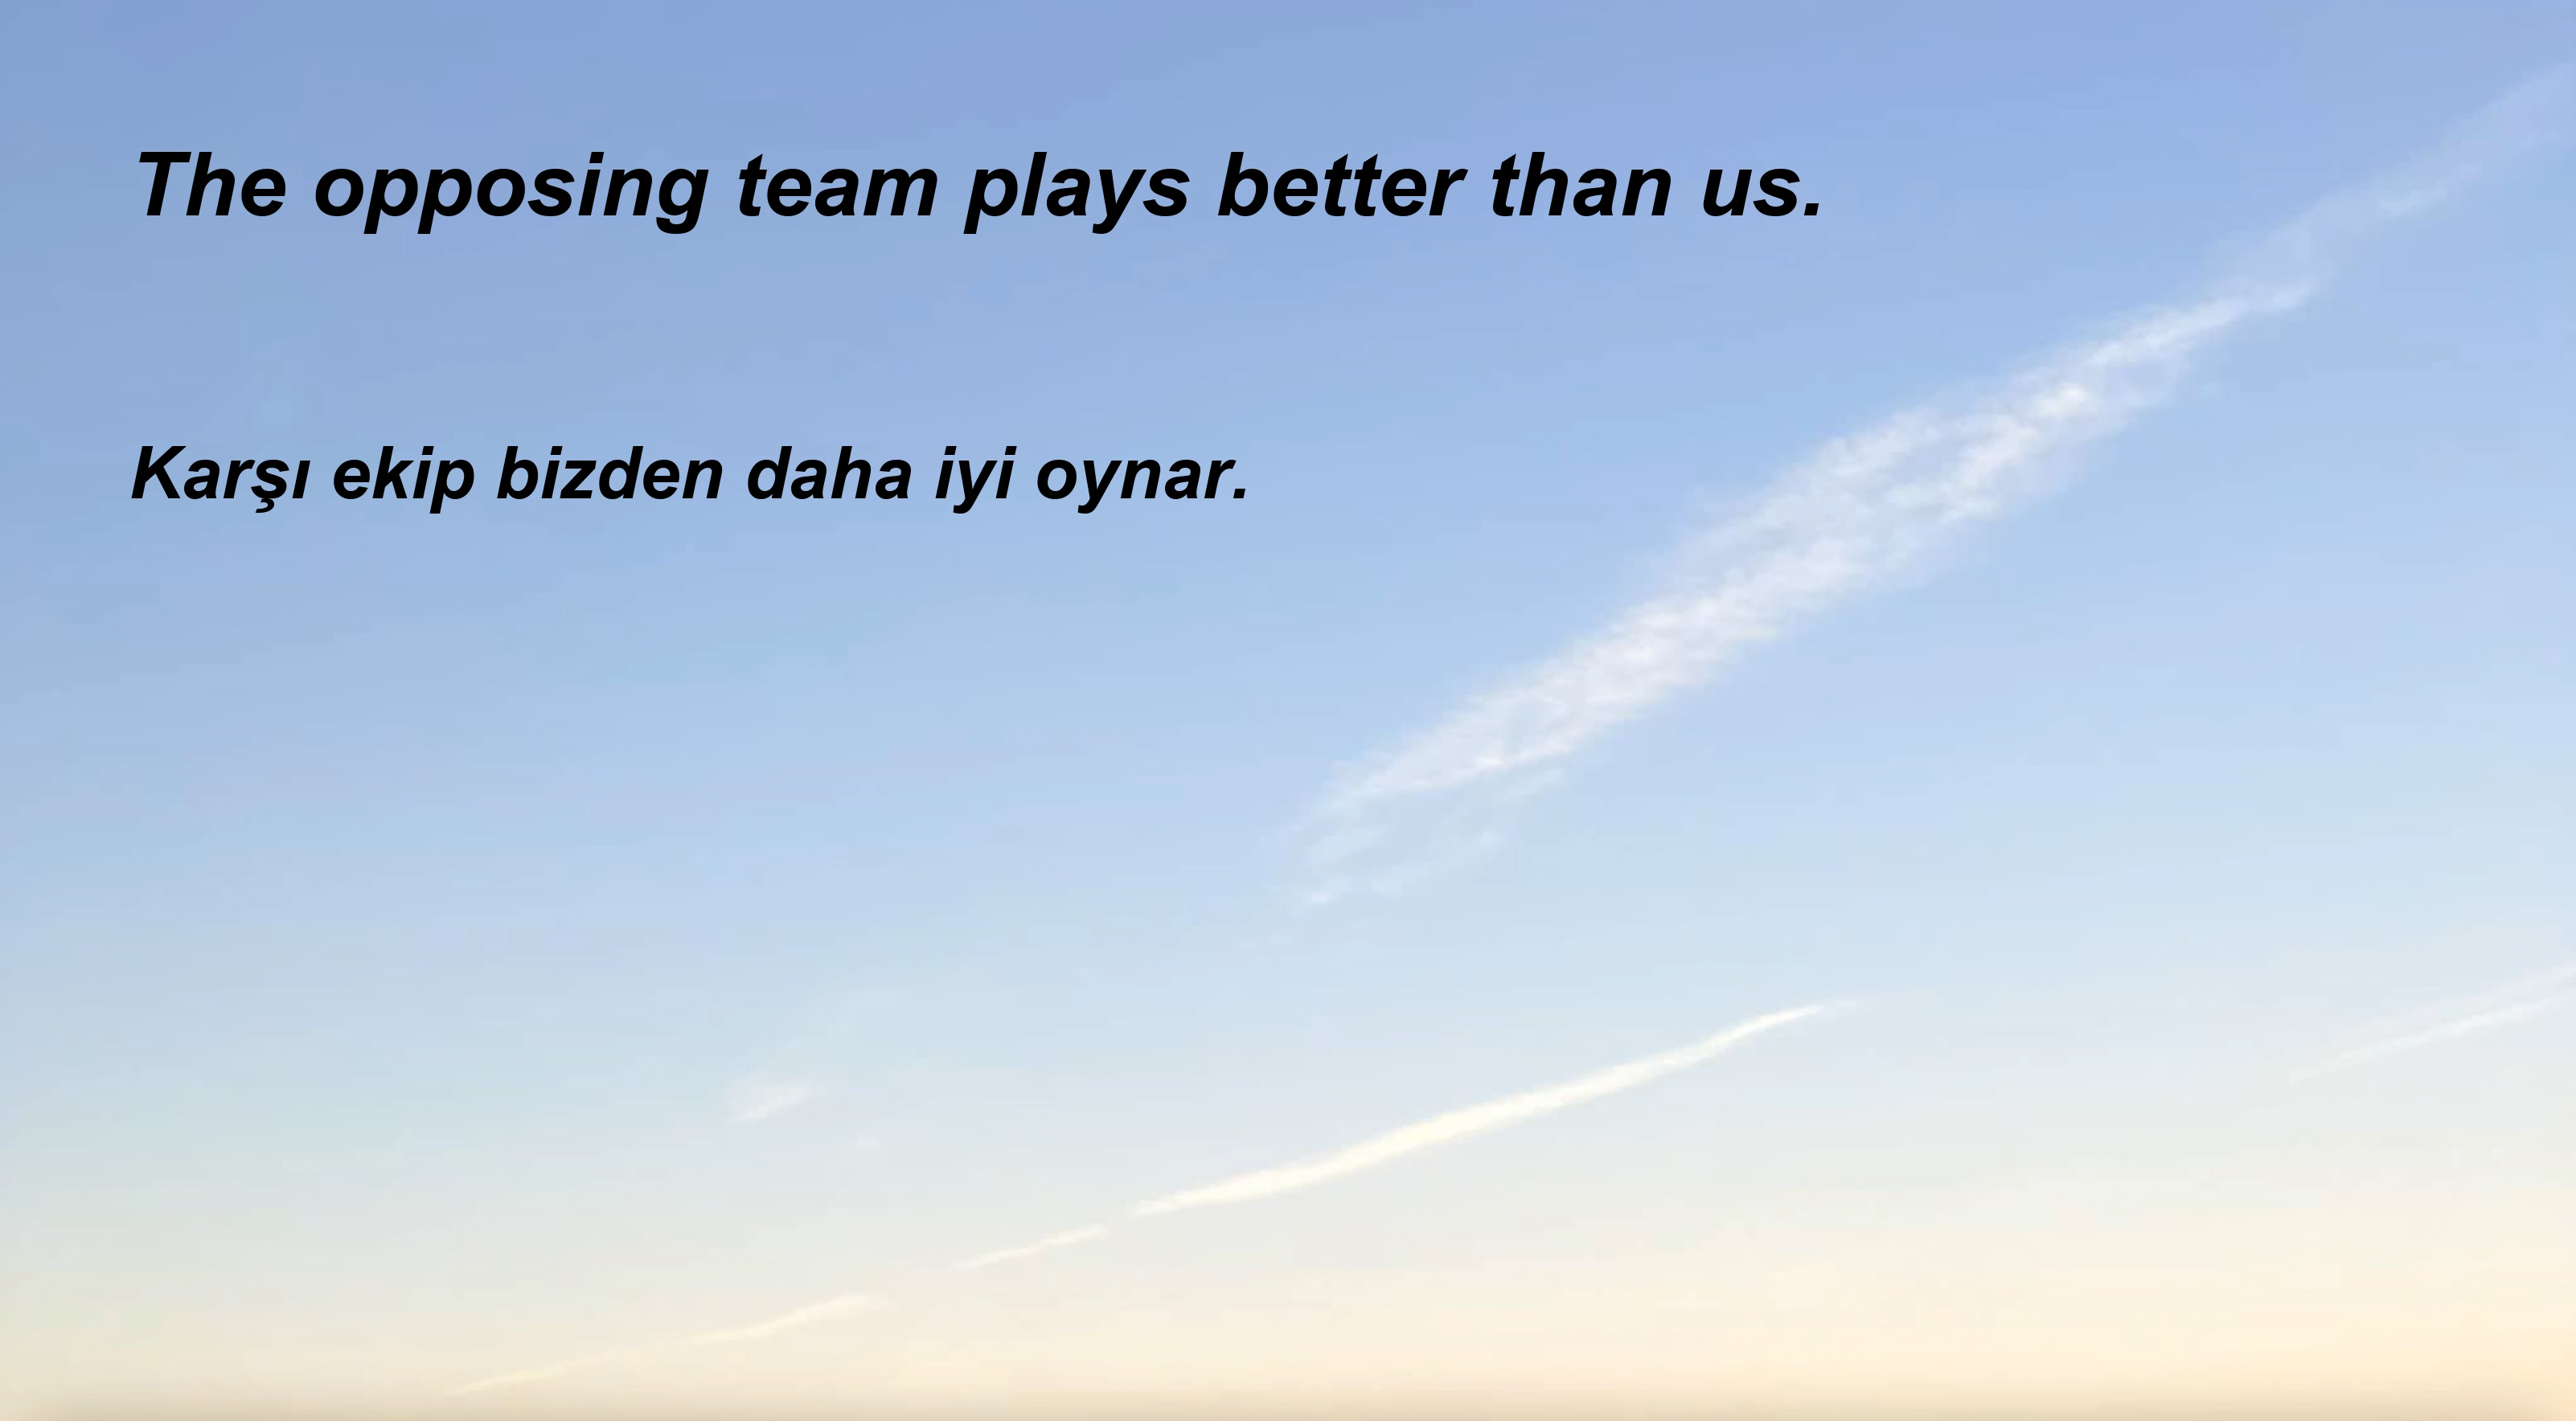 The opposing team plays better than us.
Karşı ekip bizden daha iyi oynar.